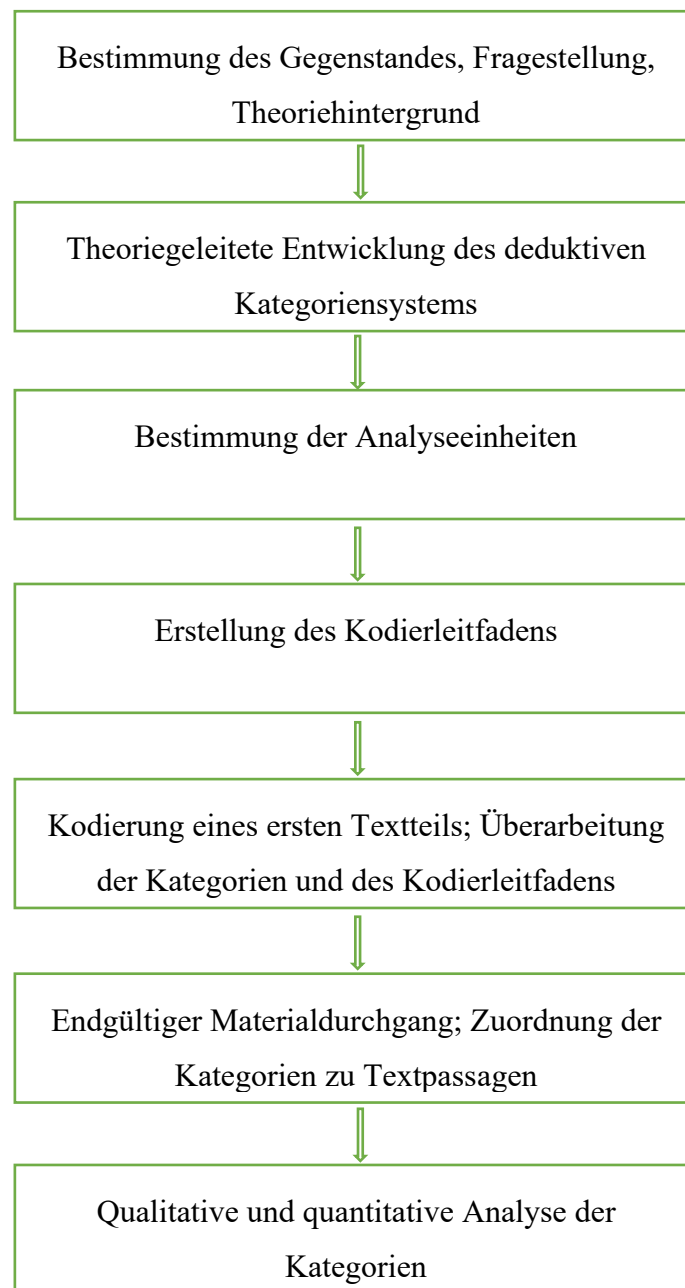 Bestimmung des Gegenstandes, Fragestellung,
Theoriehintergrund
Theoriegeleitete Entwicklung des deduktiven
Kategoriensystems
Bestimmung der Analyseeinheiten
Erstellung des Kodierleitfadens
Kodierung eines ersten Textteils; Überarbeitung
der Kategorien und des Kodierleitfadens
Endgültiger Materialdurchgang; Zuordnung der
Kategorien zu Textpassagen
Qualitative und quantitative Analyse der
Kategorien